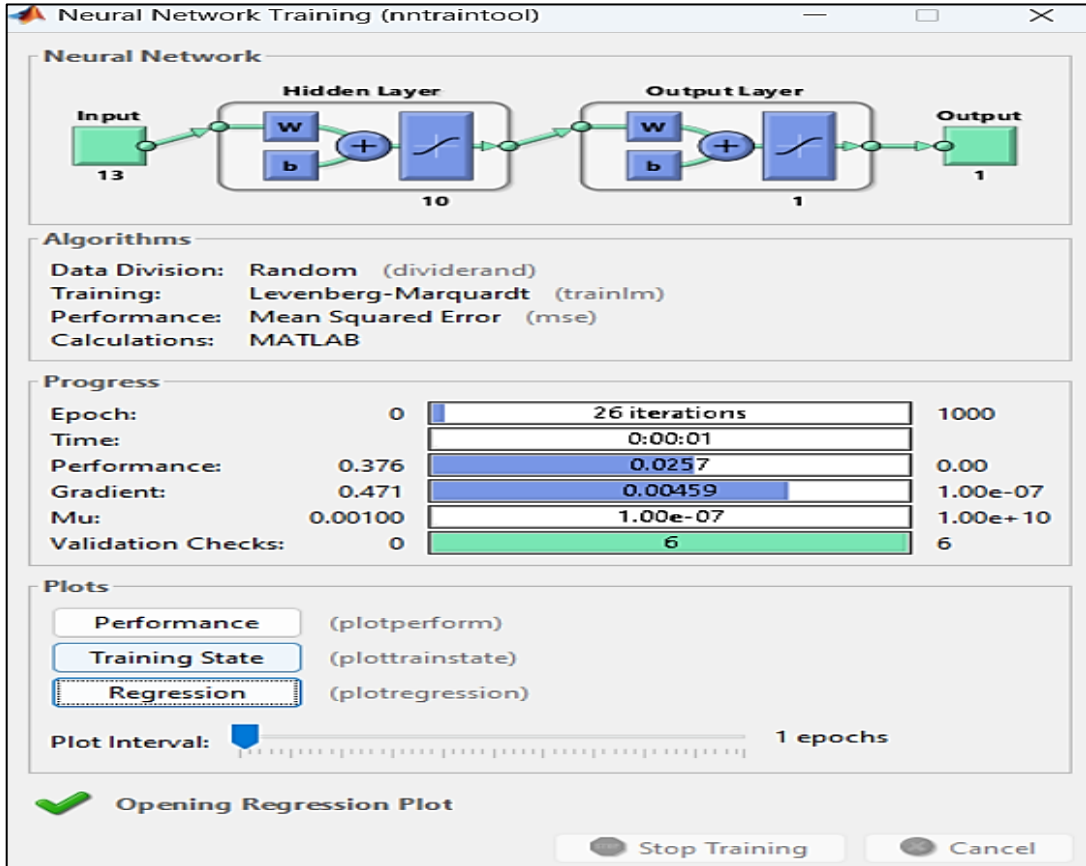 Neural Network Training (nntraintool)
Neural Network
Hidden Layer
Output Layer
Input
Output
W
W
b
b
13
10
1
1
Algorithms
Data Division: Random (dividerand)
Training: Levenberg-Marquardt (trainlm)
Performance: Mean Squared Error (mse)
Calculations: MATLAB
Progress
Epoch: 0 26 iterations 1000
Time: 0:00:01
Performance: 0.376 0.0257 0.00
Gradient: 0.471 0.00459 1.00e-07
Mu: 0.00100 1.00e-07 1.00e+10
Validation Checks: 0 6 6
Plots
Performance (plotperform)
Training State (plottrainstate)
Regression (plotregression)
Plot Interval: 1 epochs
Opening Regression Plot
Stop Training Cancel